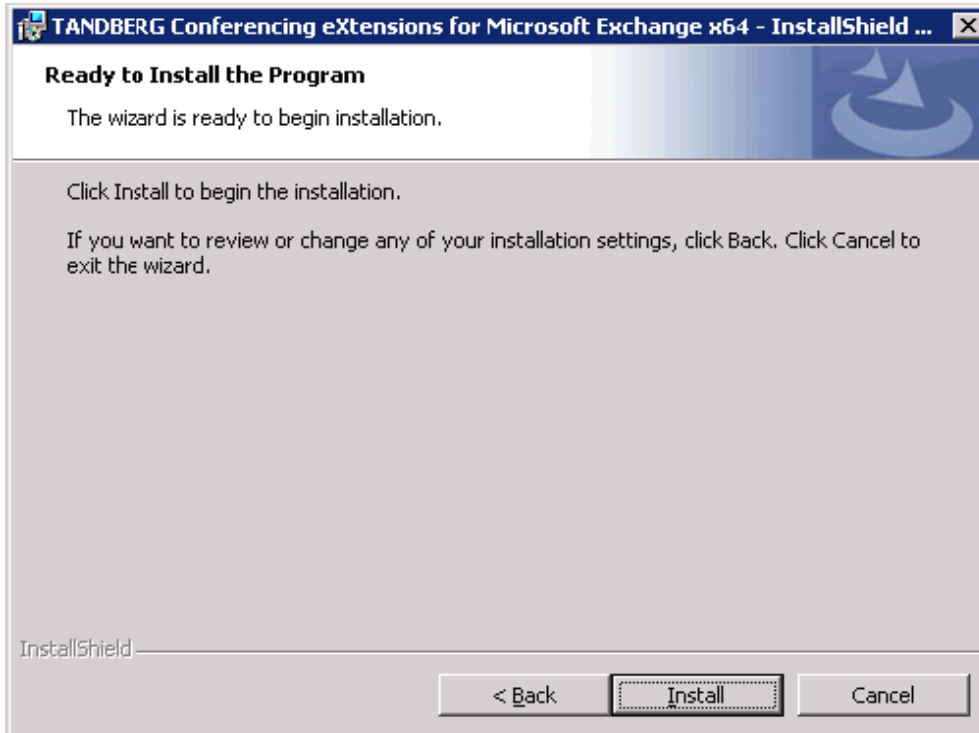 TANDBERG Conferencing eXtensions for Microsoft Exchange x64 - InstallShield ...
Ready to Install the Program
The wizard is ready to begin installation.
Click Install to begin the installation.
If you want to review or change any of your installation settings, click Back. Click Cancel to
exit the wizard.
InstallShield
< Back
Install
Cancel